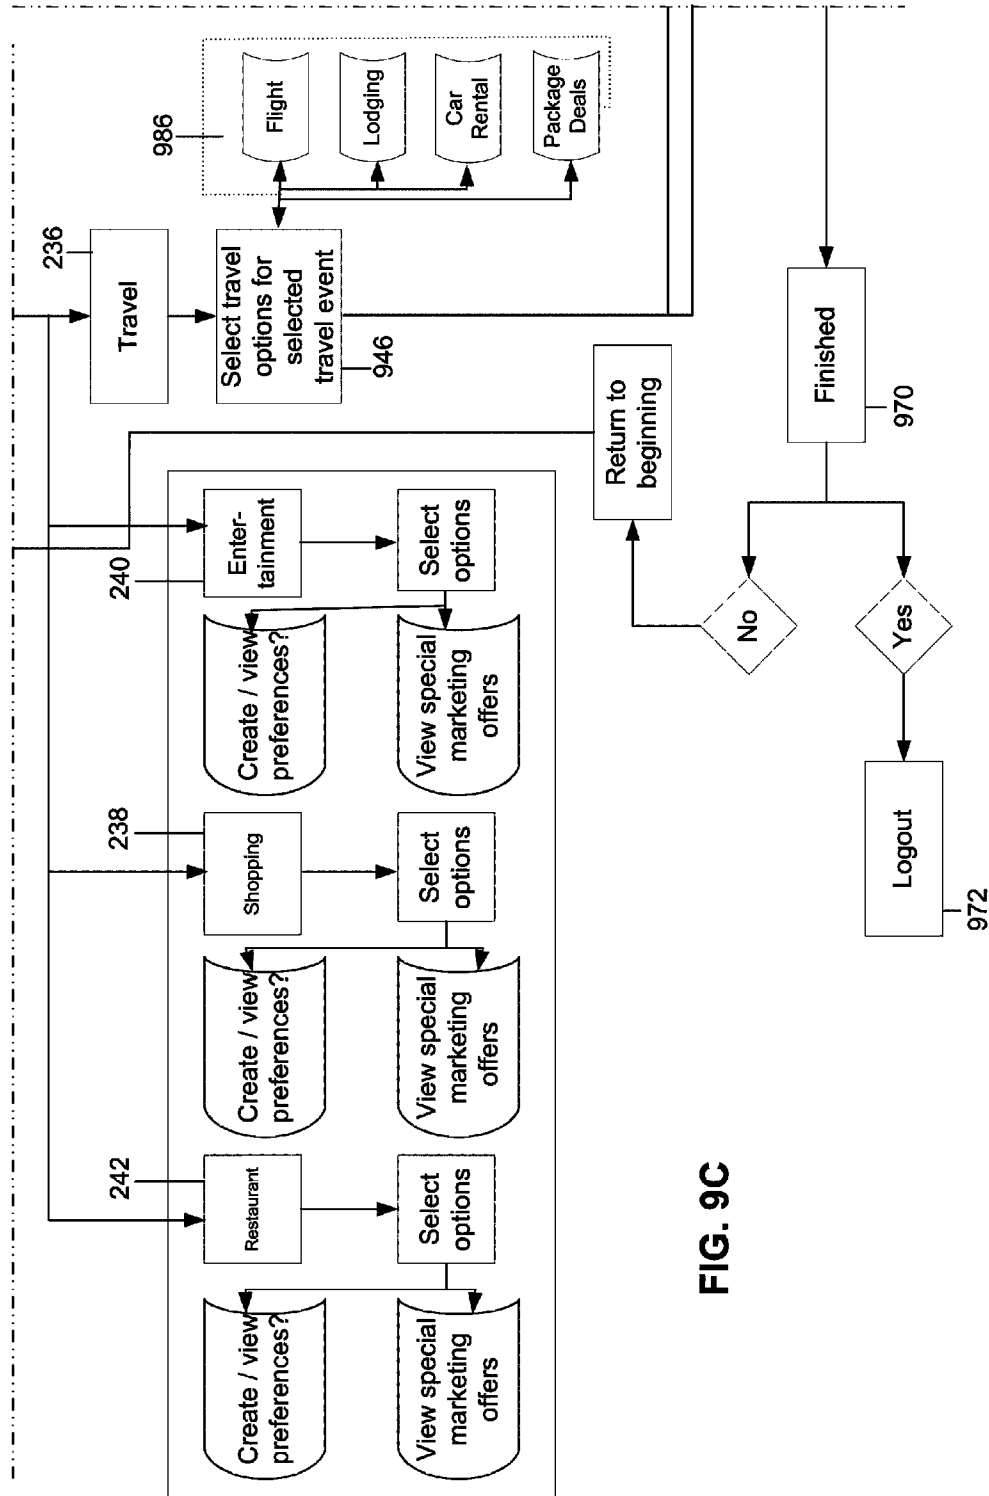 236
Travel
Select travel
options for
selected
travel event
946
986
Flight
Lodging
Car
Rental
Package
Deals
240
Enter-
tainment
Select
options
Create / view
preferences?
View special
marketing
offers
238
Shopping
Select
options
Create / view
preferences?
View special
marketing
offers
242
Restaurant
Select
options
Create / view
preferences?
View special
marketing
offers
Return to
beginning
Finished
970
No
Yes
Logout
972
FIG. 9C